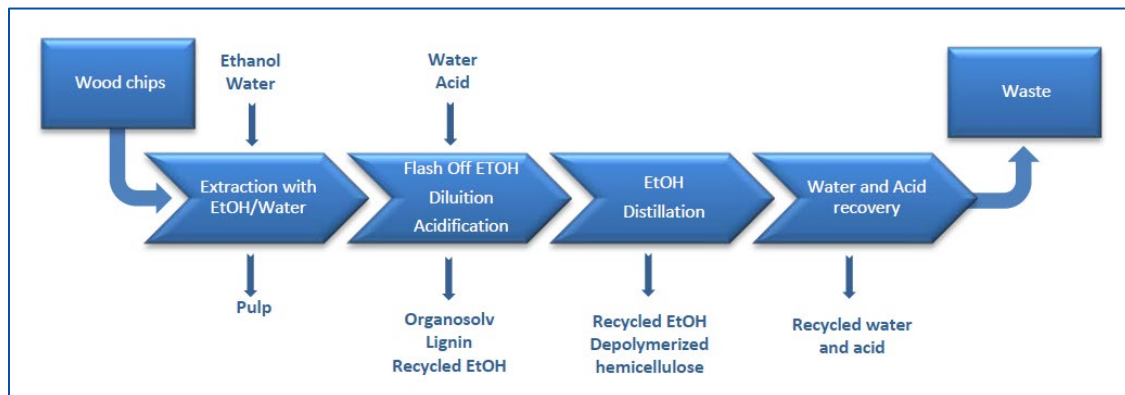 Wood chips
Ethanol
Water
Water
Acid
Waste
Extraction with
EtOH/Water
Flash Off ETOH
Dilution
Acidification
EtOH
Distillation
Water and Acid
recovery
Pulp
Organosolv
Lignin
Recycled EtOH
Recycled EtOH
Depolymerized
hemicellulose
Recycled water
and acid